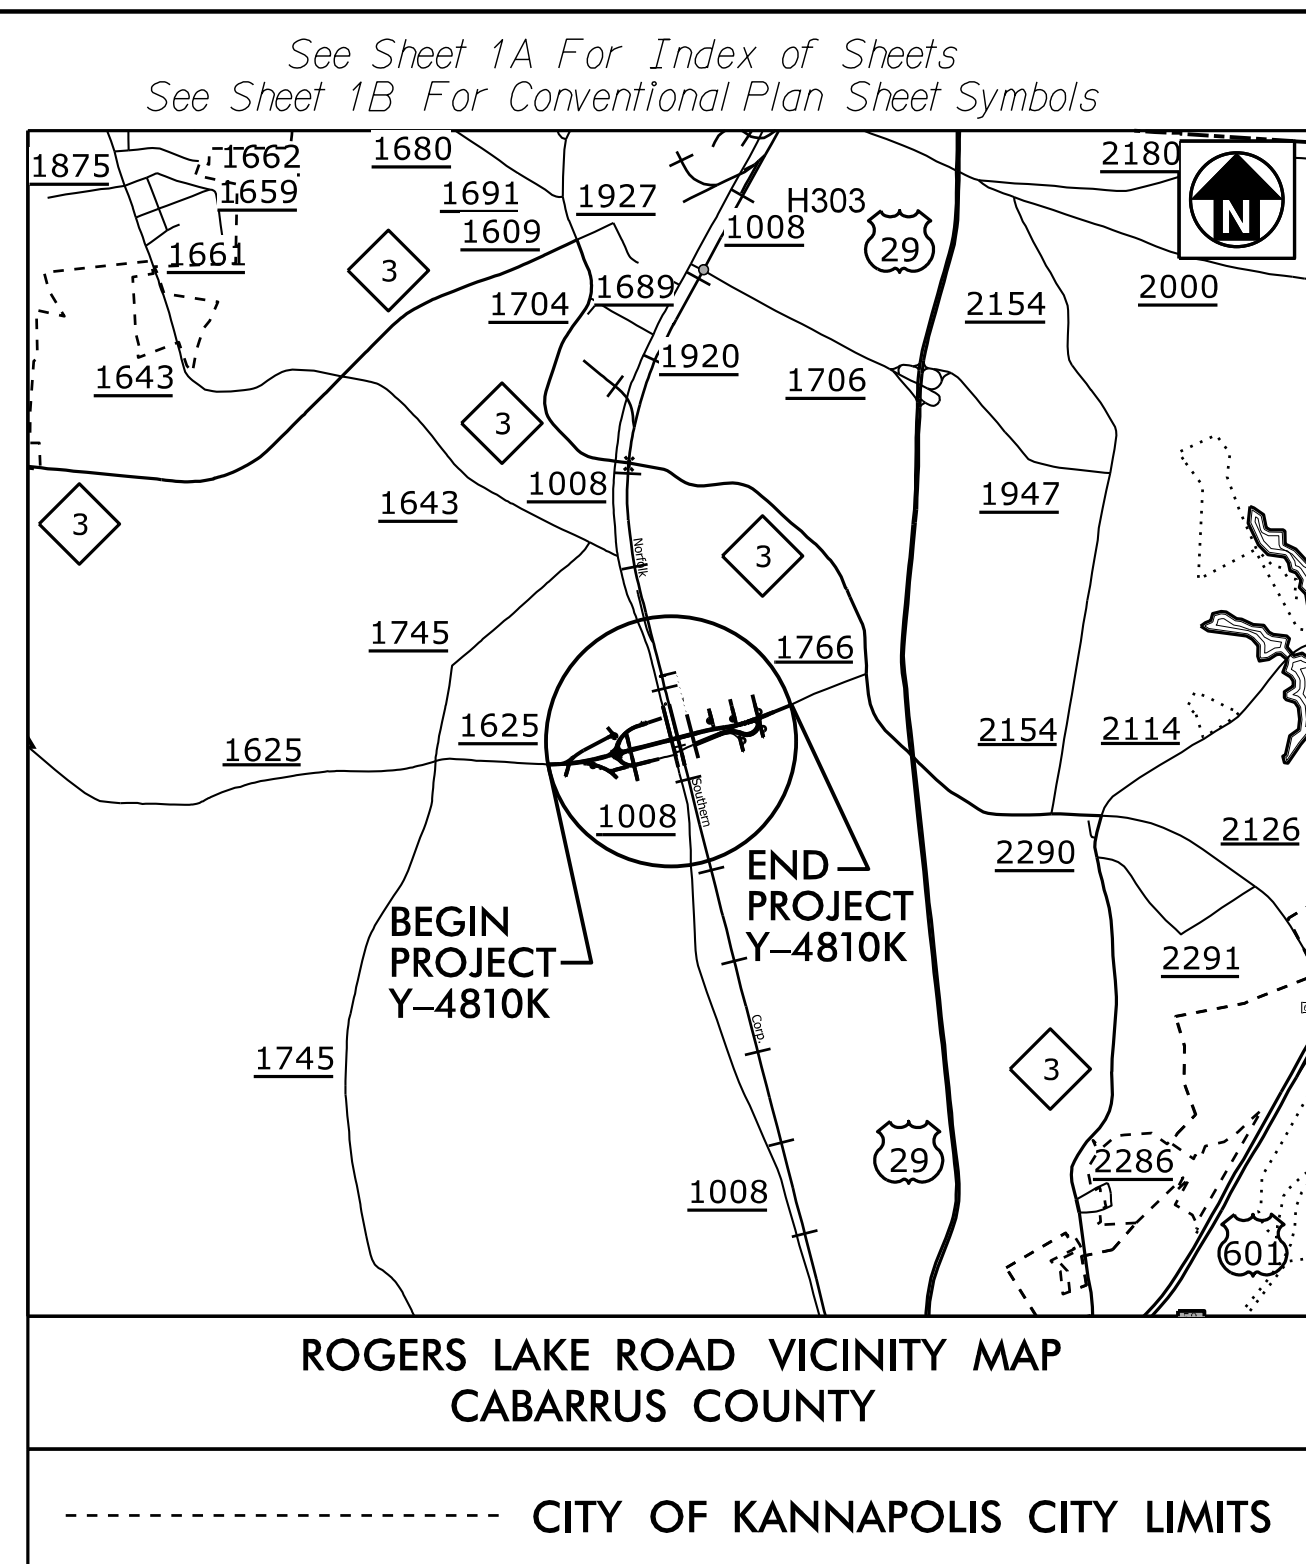 See Sheet 1A For Index of Sheets
See Sheet 1B For Conventional Plan Sheet Symbols
1875
1662
1680
2180
1659
1691
1927
H303
N
1609
1008
29
1661
3
1689
2000
1704
2154
1643
1920
1706
3
1008
1947
1643
3
3
Norfolk
1745
1766
1625
1625
2154
2114
Southern
1008
2126
2290
END
PROJECT
Y–4810K
BEGIN
PROJECT
Y–4810K
2291
Corp.
1745
3
29
2286
1008
601
ROGERS LAKE ROAD VICINITY MAP
CABARRUS COUNTY
CITY OF KANNAPOLIS CITY LIMITS